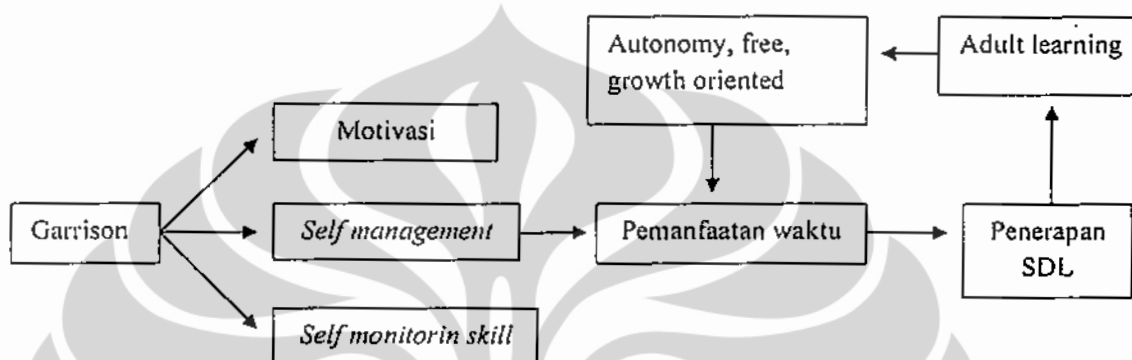 Autonomy, free,
growth oriented
Adult learning
Motivasi
Garrison
Self management
Pemanfaatan waktu
Penerapan
SDL
Self monitorin skill